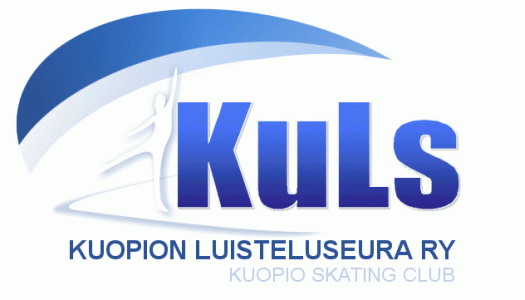 KuLs
KUOPION LUISTELUSEURA RY
KUOPIO SKATING CLUB